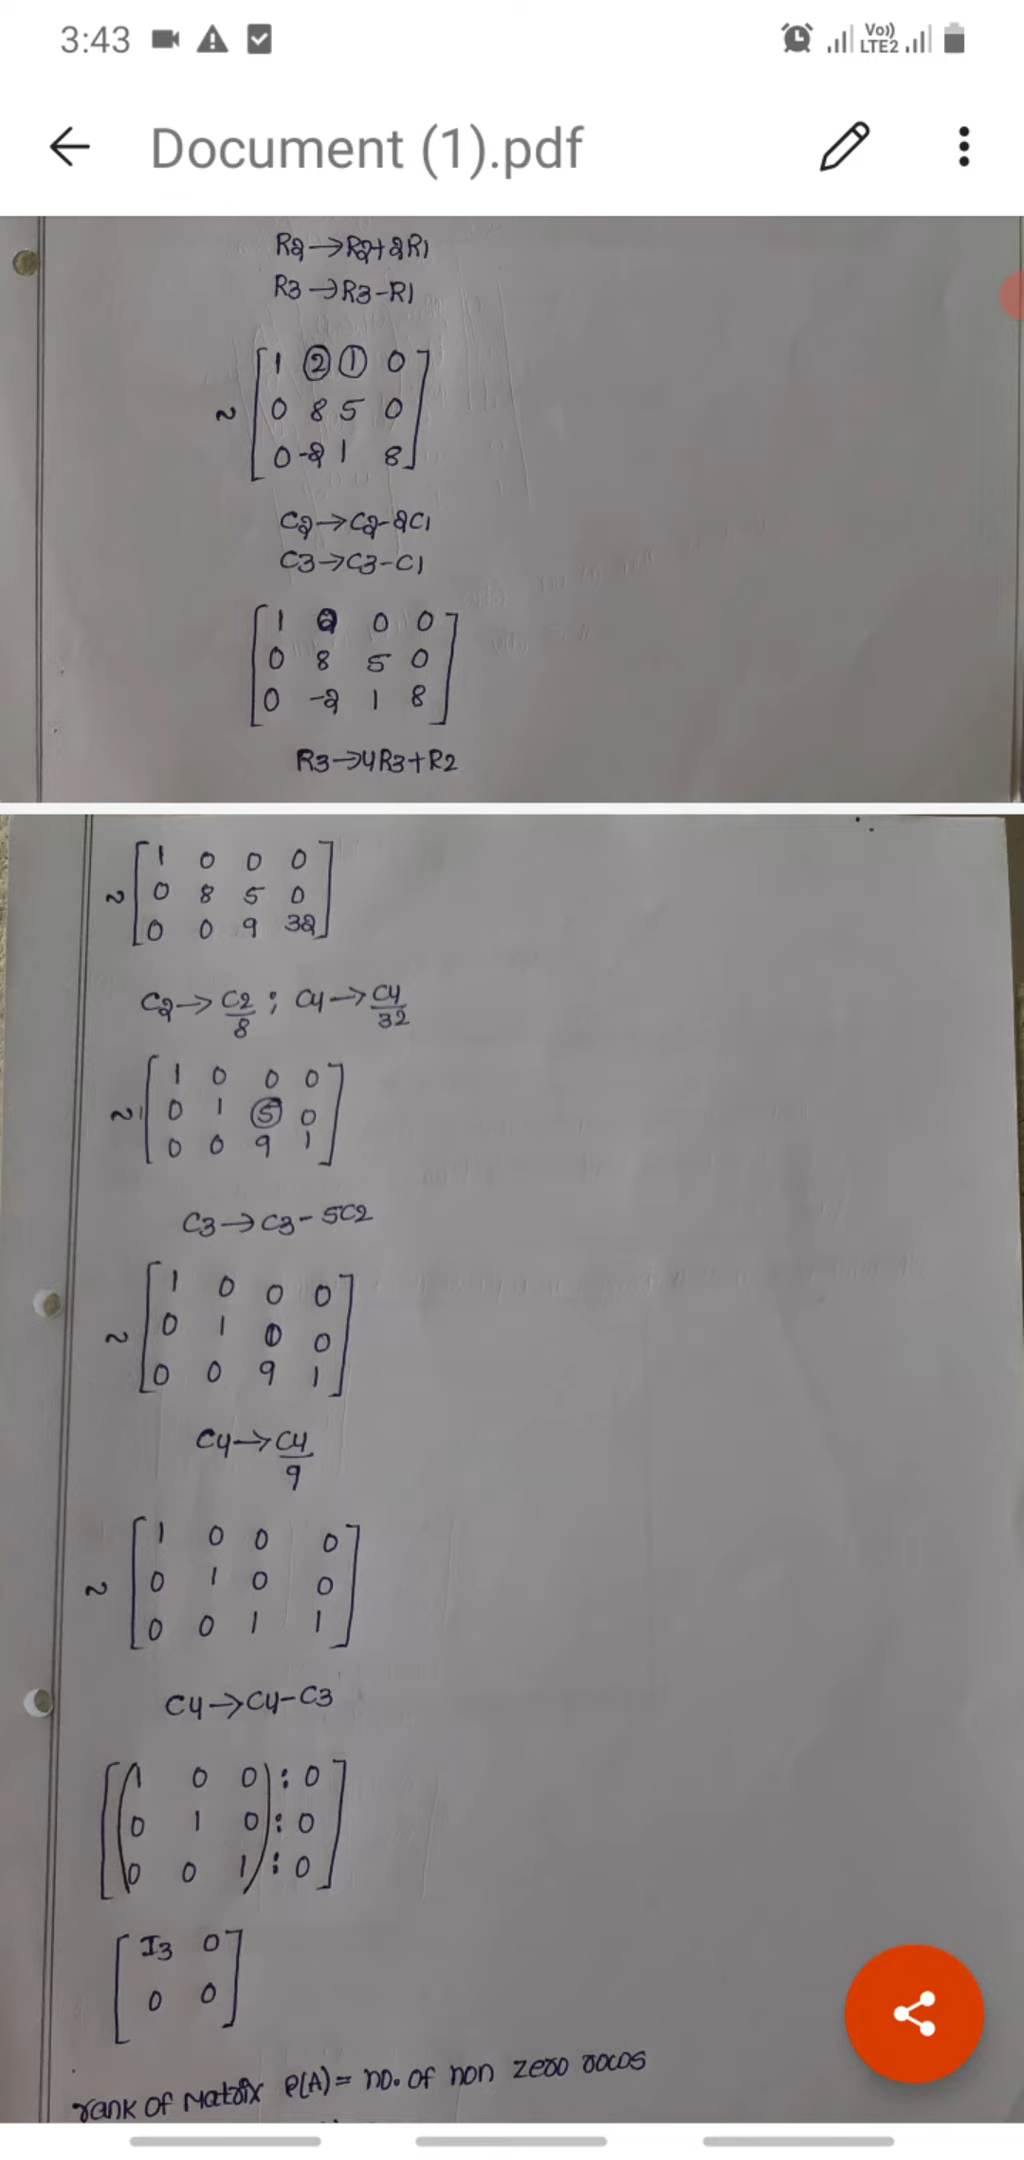 3:43 Vo)) LTE2
Document (1).pdf
R2→R2+2R1
R3→R3-R1
~ [1 2 1 0
0 8 5 0
0 -2 1 8]
C2→C2-2C1
C3→C3-C1
[1 0 0 0
0 8 5 0
0 -2 1 8]
R3→4R3+R2
~ [1 0 0 0
0 8 5 0
0 0 9 32]
C2→C2/8 ; C4→C4/32
~ [1 0 0 0
0 1 5 0
0 0 9 1]
C3→C3-5C2
~ [1 0 0 0
0 1 0 0
0 0 9 1]
C4→C4/9
~ [1 0 0 0
0 1 0 0
0 0 1 1]
C4→C4-C3
[(1 0 0) : 0
0 1 0 : 0
0 0 1 : 0]
[I3 0
0 0]
rank of Matrix ρ(A) = no. of non zero rows